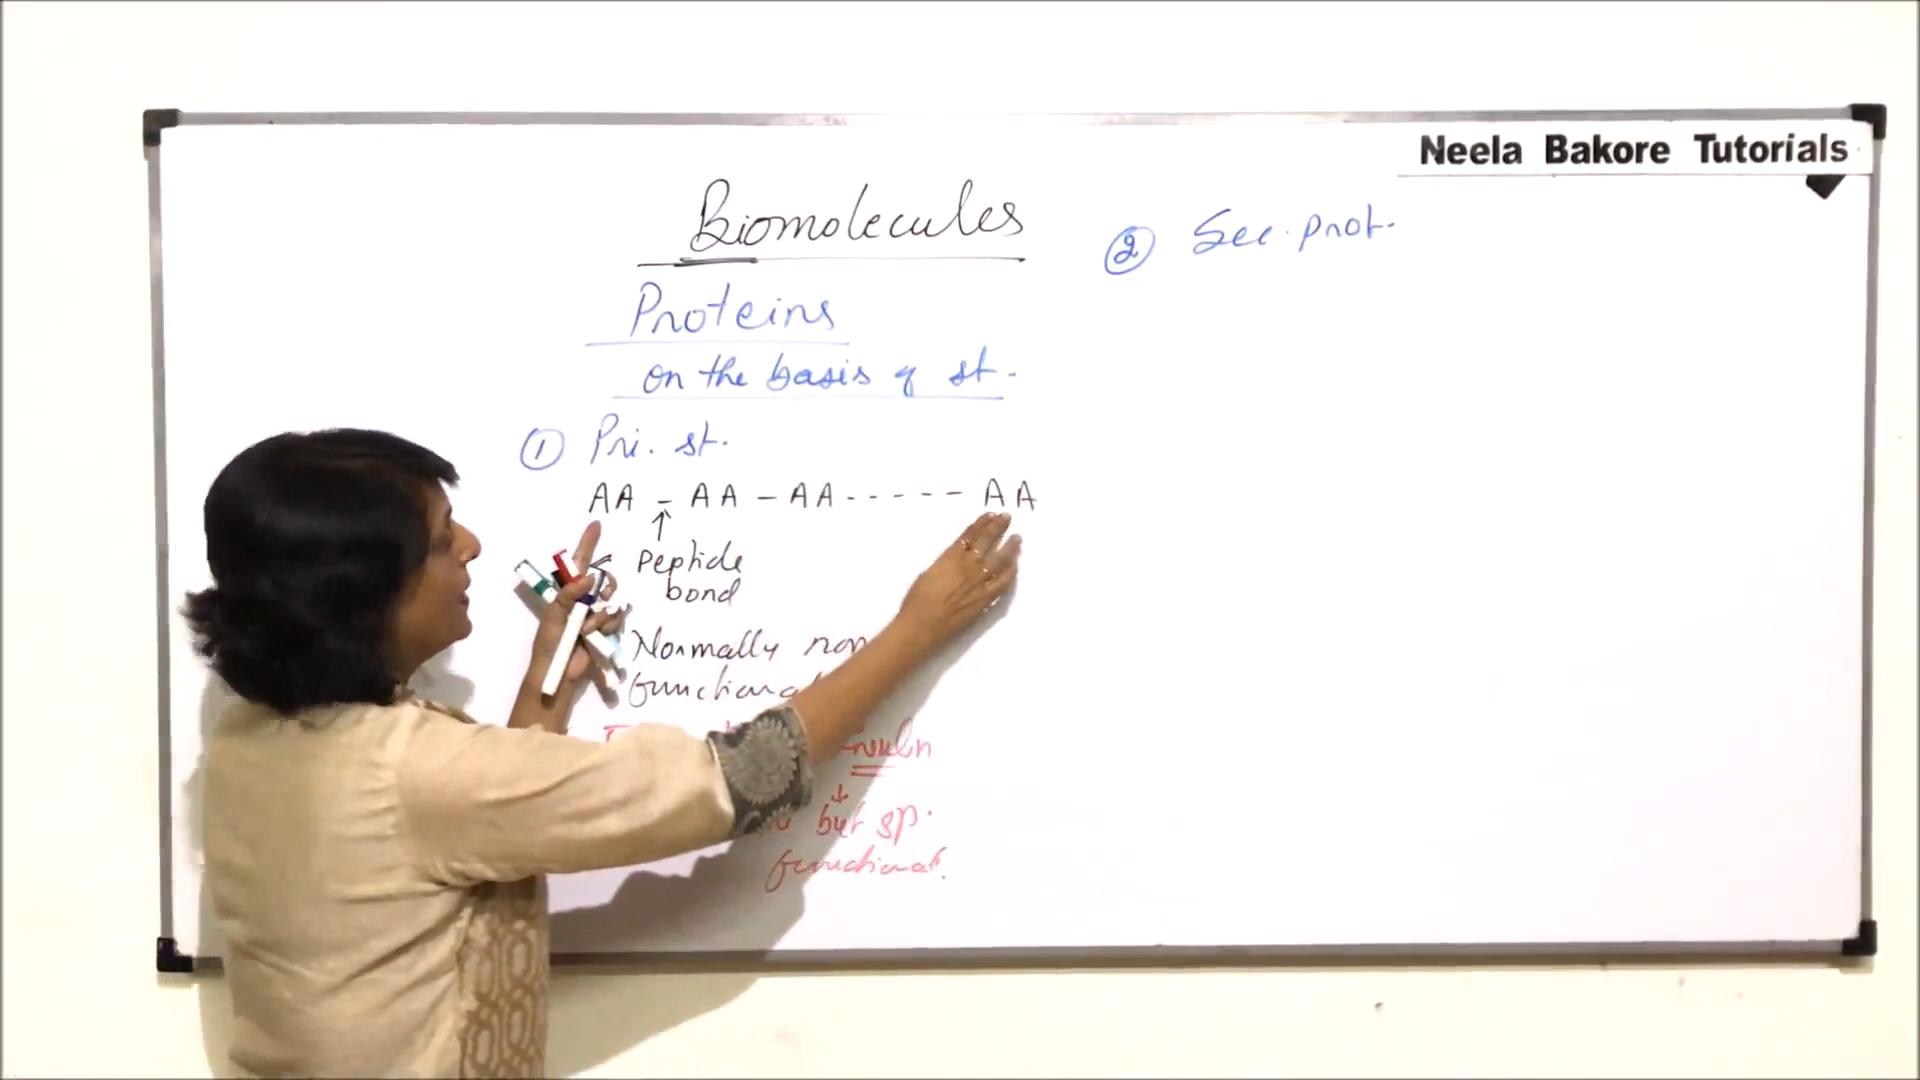 Neela Bakore Tutorials
Biomolecules
Proteins
on the basis of st.
① Pri. st.
AA - AA - AA ------ AA
↑
Peptide
bond
Normally non
functional
↓
but sp.
functional.
② Sec. prot.